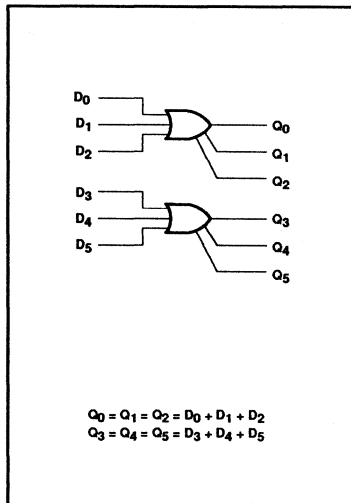 D0
D1
D2
Q0
Q1
Q2
D3
D4
D5
Q3
Q4
Q5
Q0 = Q1 = Q2 = D0 + D1 + D2
Q3 = Q4 = Q5 = D3 + D4 + D5